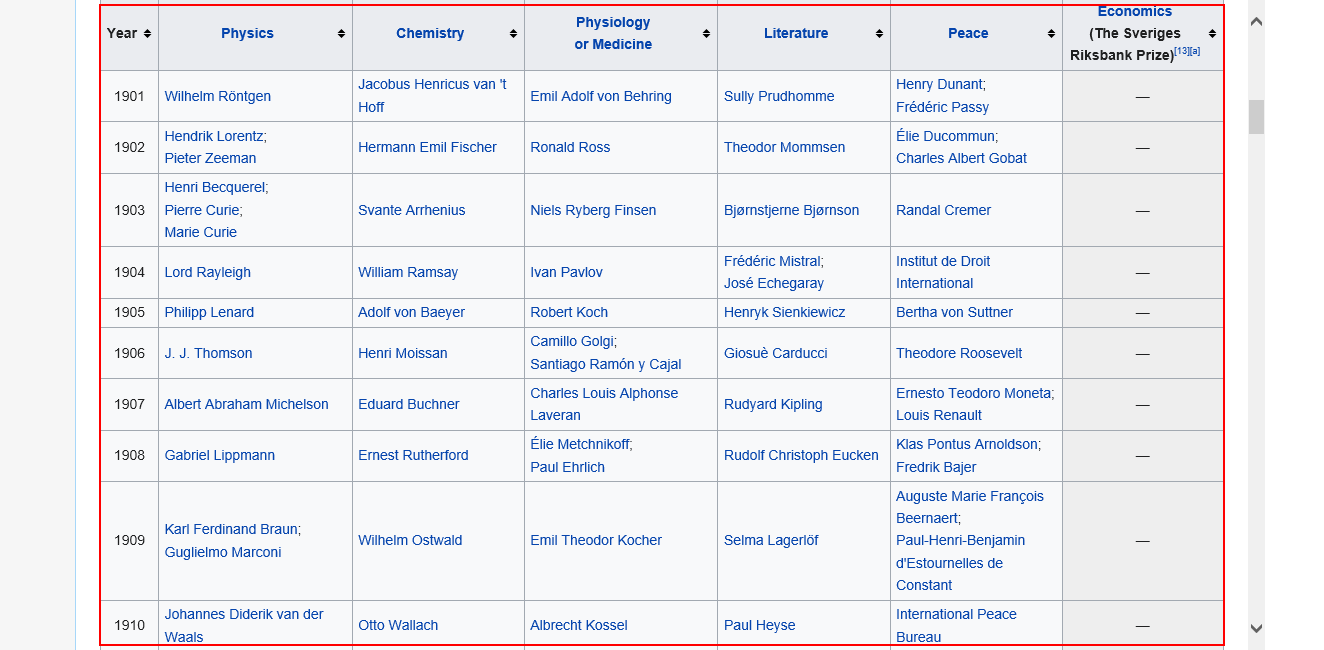 Year Physics Chemistry Physiology or Medicine Literature Peace Economics (The Sveriges Riksbank Prize)[13][a]
1901 Wilhelm Röntgen Jacobus Henricus van 't Hoff Emil Adolf von Behring Sully Prudhomme Henry Dunant; Frédéric Passy —
1902 Hendrik Lorentz; Pieter Zeeman Hermann Emil Fischer Ronald Ross Theodor Mommsen Élie Ducommun; Charles Albert Gobat —
1903 Henri Becquerel; Pierre Curie; Marie Curie Svante Arrhenius Niels Ryberg Finsen Bjørnstjerne Bjørnson Randal Cremer —
1904 Lord Rayleigh William Ramsay Ivan Pavlov Frédéric Mistral; José Echegaray Institut de Droit International —
1905 Philipp Lenard Adolf von Baeyer Robert Koch Henryk Sienkiewicz Bertha von Suttner —
1906 J. J. Thomson Henri Moissan Camillo Golgi; Santiago Ramón y Cajal Giosuè Carducci Theodore Roosevelt —
1907 Albert Abraham Michelson Eduard Buchner Charles Louis Alphonse Laveran Rudyard Kipling Ernesto Teodoro Moneta; Louis Renault —
1908 Gabriel Lippmann Ernest Rutherford Élie Metchnikoff; Paul Ehrlich Rudolf Christoph Eucken Klas Pontus Arnoldson; Fredrik Bajer —
1909 Karl Ferdinand Braun; Guglielmo Marconi Wilhelm Ostwald Emil Theodor Kocher Selma Lagerlöf Auguste Marie François Beernaert; Paul-Henri-Benjamin d'Estournelles de Constant —
1910 Johannes Diderik van der Waals Otto Wallach Albrecht Kossel Paul Heyse International Peace Bureau —